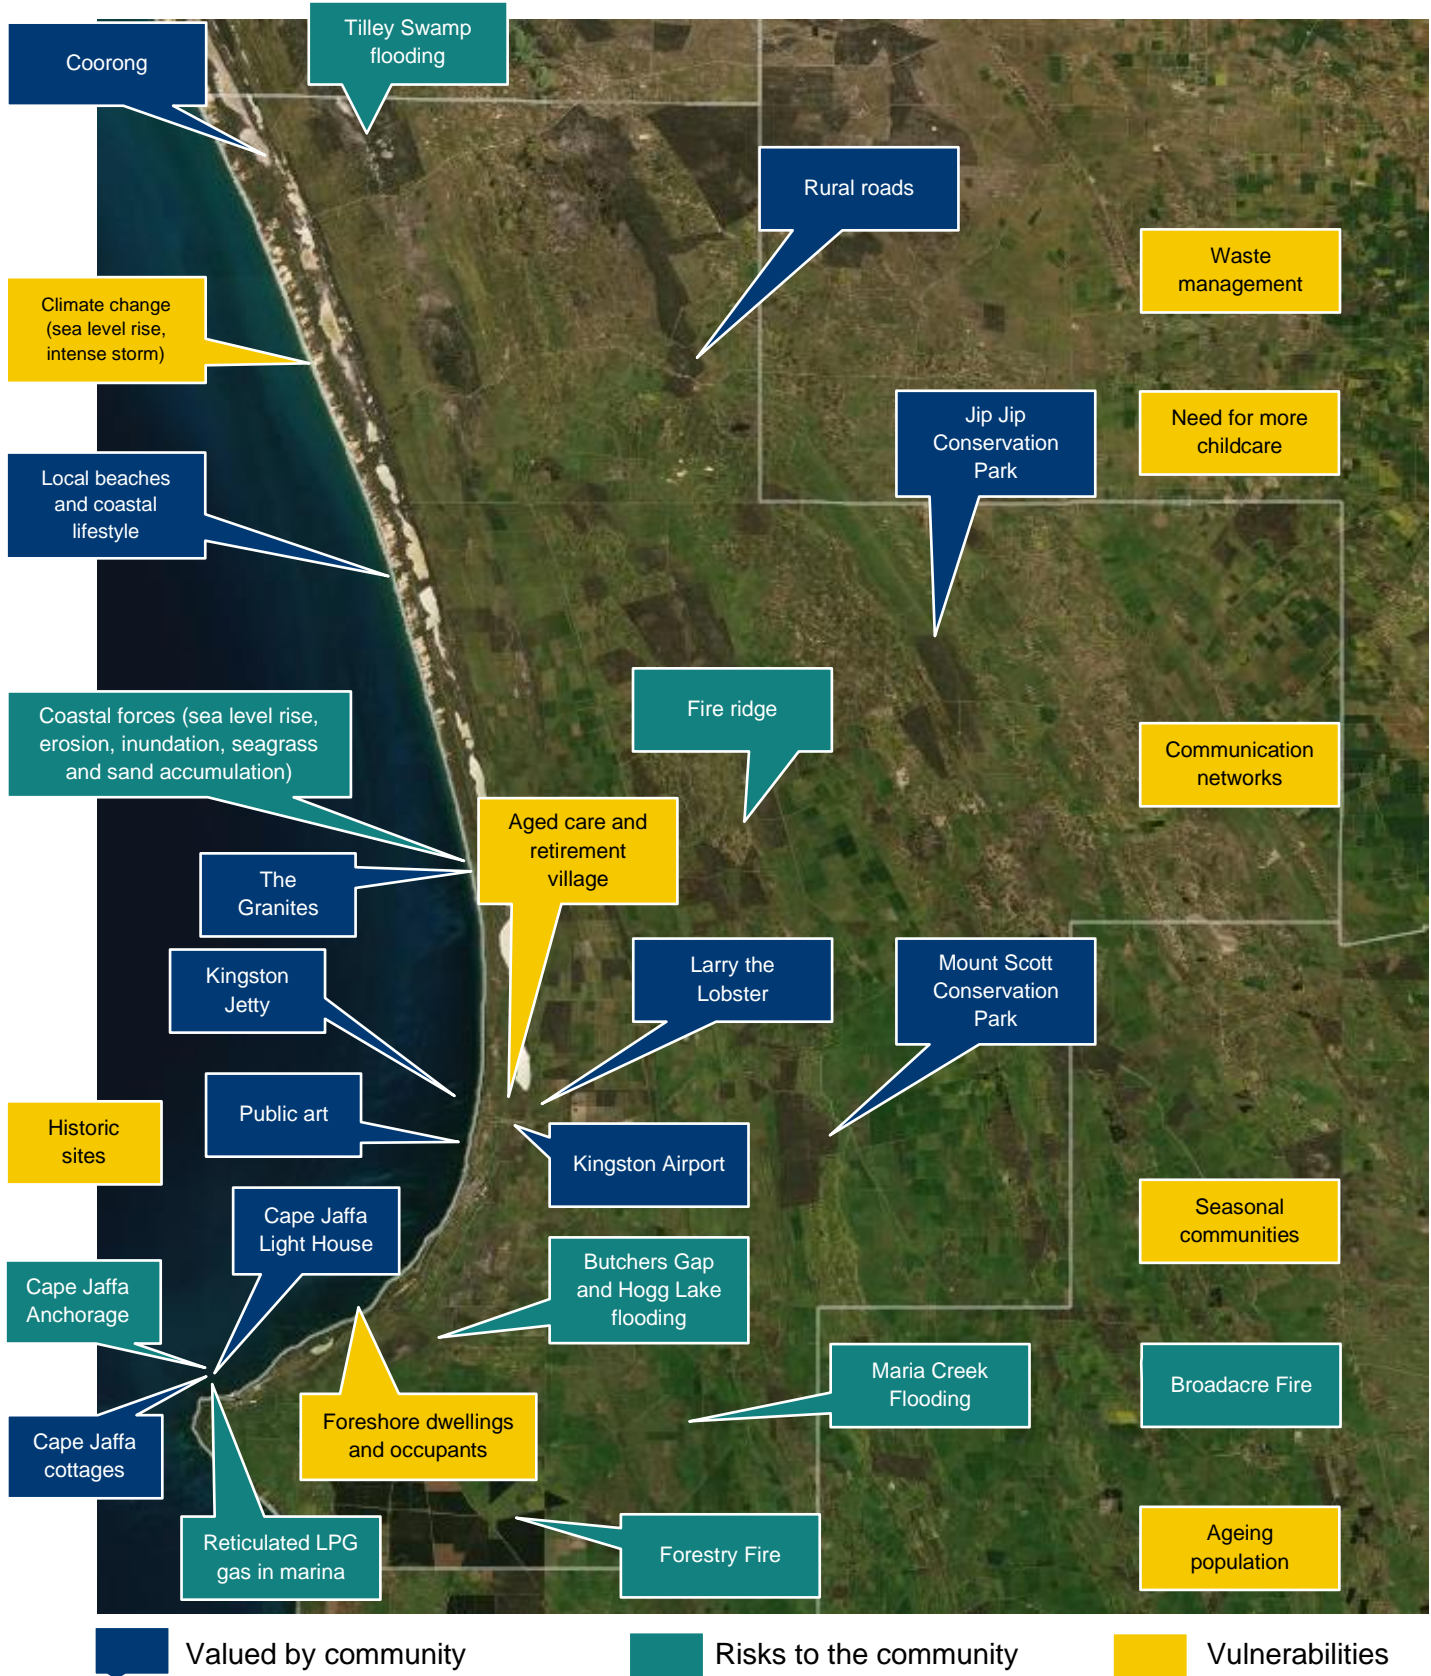 Tilley Swamp
flooding
Coorong
Rural roads
Waste
management
Climate change
(sea level rise,
intense storm)
Jip Jip
Conservation
Park
Need for more
childcare
Local beaches
and coastal
lifestyle
Fire ridge
Coastal forces (sea level rise,
erosion, inundation, seagrass
and sand accumulation)
Communication
networks
Aged care and
retirement
village
The
Granites
Kingston
Jetty
Larry the
Lobster
Mount Scott
Conservation
Park
Public art
Historic
sites
Kingston Airport
Cape Jaffa
Light House
Seasonal
communities
Butchers Gap
and Hogg Lake
flooding
Cape Jaffa
Anchorage
Maria Creek
Flooding
Broadacre Fire
Foreshore dwellings
and occupants
Cape Jaffa
cottages
Reticulated LPG
gas in marina
Forestry Fire
Ageing
population
Valued by community
Risks to the community
Vulnerabilities